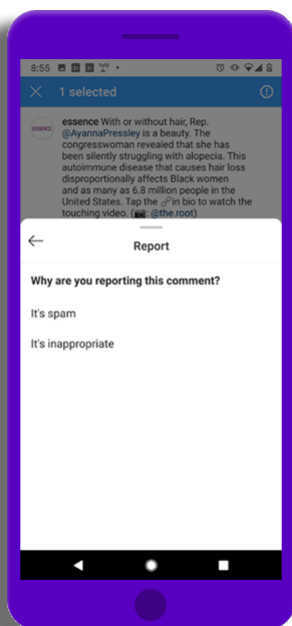 8:55
1 selected
ESSENCE
essence With or without hair, Rep.
@AyannaPressley is a beauty. The
congresswoman revealed that she has
been silently struggling with alopecia. This
autoimmune disease that causes hair loss
disproportionally affects Black women
and as many as 6.8 million people in the
United States. Tap the 🔗in bio to watch the
touching video. (📷: @the.root)
Report
Why are you reporting this comment?
It's spam
It's inappropriate